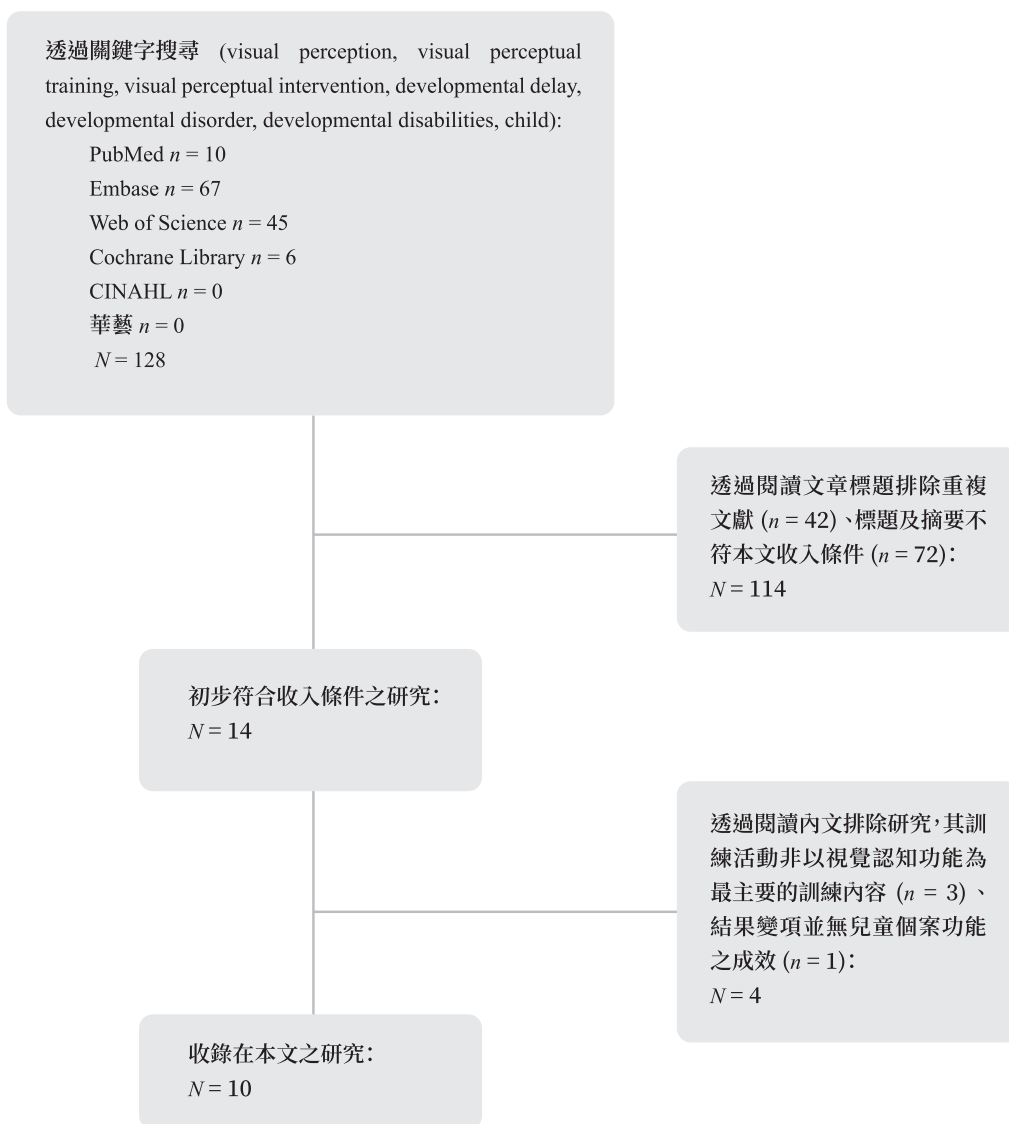 透過關鍵字搜尋 (visual perception, visual perceptual
training, visual perceptual intervention, developmental delay,
developmental disorder, developmental disabilities, child):
PubMed n = 10
Embase n = 67
Web of Science n = 45
Cochrane Library n = 6
CINAHL n = 0
華藝 n = 0
N = 128
透過閱讀文章標題排除重複
文獻 (n = 42)、標題及摘要不
符本文收入條件 (n = 72):
N = 114
初步符合收入條件之研究:
N = 14
透過閱讀內文排除研究,其訓
練活動非以視覺認知功能為
最主要的訓練內容 (n = 3)、
結果變項並無兒童個案功能
之成效 (n = 1):
N = 4
收錄在本文之研究:
N = 10